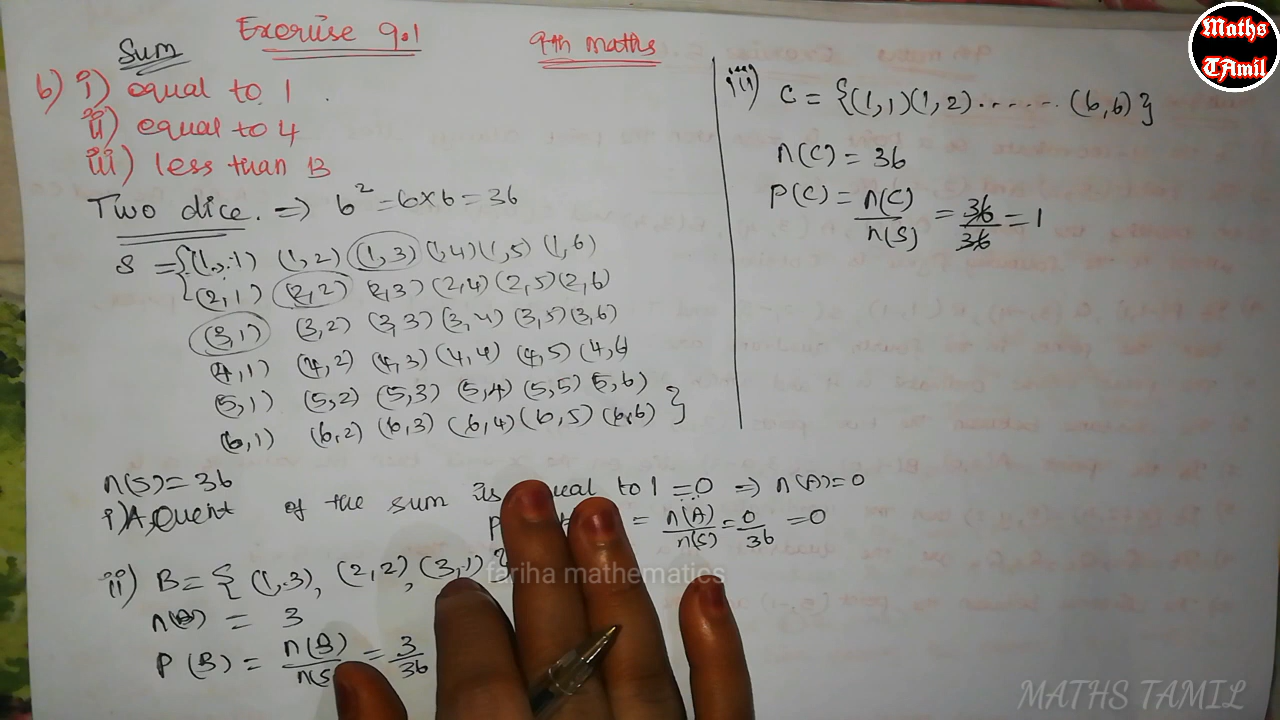 Exercise 9.1
9th maths
Sum
6) i) equal to 1
ii) equal to 4
iii) less than 13
Two dice. => 6² = 6×6 = 36
S = {(1,1) (1,2) (1,3) (1,4) (1,5) (1,6)
(2,1) (2,2) (2,3) (2,4) (2,5) (2,6)
(3,1) (3,2) (3,3) (3,4) (3,5) (3,6)
(4,1) (4,2) (4,3) (4,4) (4,5) (4,6)
(5,1) (5,2) (5,3) (5,4) (5,5) (5,6)
(6,1) (6,2) (6,3) (6,4) (6,5) (6,6) }
n(S) = 36
of the sum is equal to 1 = 0 => n(A) = 0
= n(A)/n(S) = 0/36 = 0
ii) B = { (1,3), (2,2), (3,1) }
= 3
P(B) = n(B)/n(S) = 3/36
iii) C = {(1,1)(1,2)......(6,6)}
n(C) = 36
P(C) = n(C)/n(S) = 36/36 = 1
Maths
TAmil
fariha mathematics
MATHS TAMIL